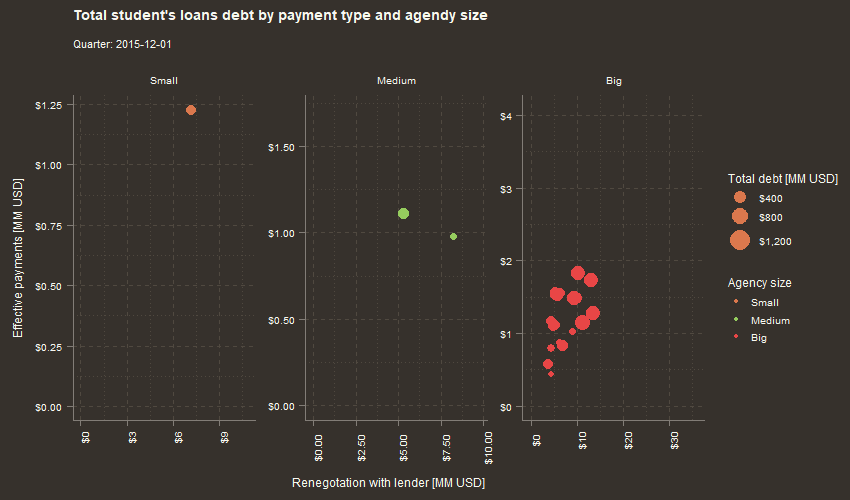 Total student's loans debt by payment type and agendy size
Quarter: 2015-12-01
Small
Medium
Big
Effective payments [MM USD]
$1.25
$1.00
$0.75
$0.50
$0.25
$0.00
$0
$3
$6
$9
$1.50
$1.00
$0.50
$0.00
$0.00
$2.50
$5.00
$7.50
$10.00
$4
$3
$2
$1
$0
$0
$10
$20
$30
Renegotation with lender [MM USD]
Total debt [MM USD]
$400
$800
$1,200
Agency size
Small
Medium
Big